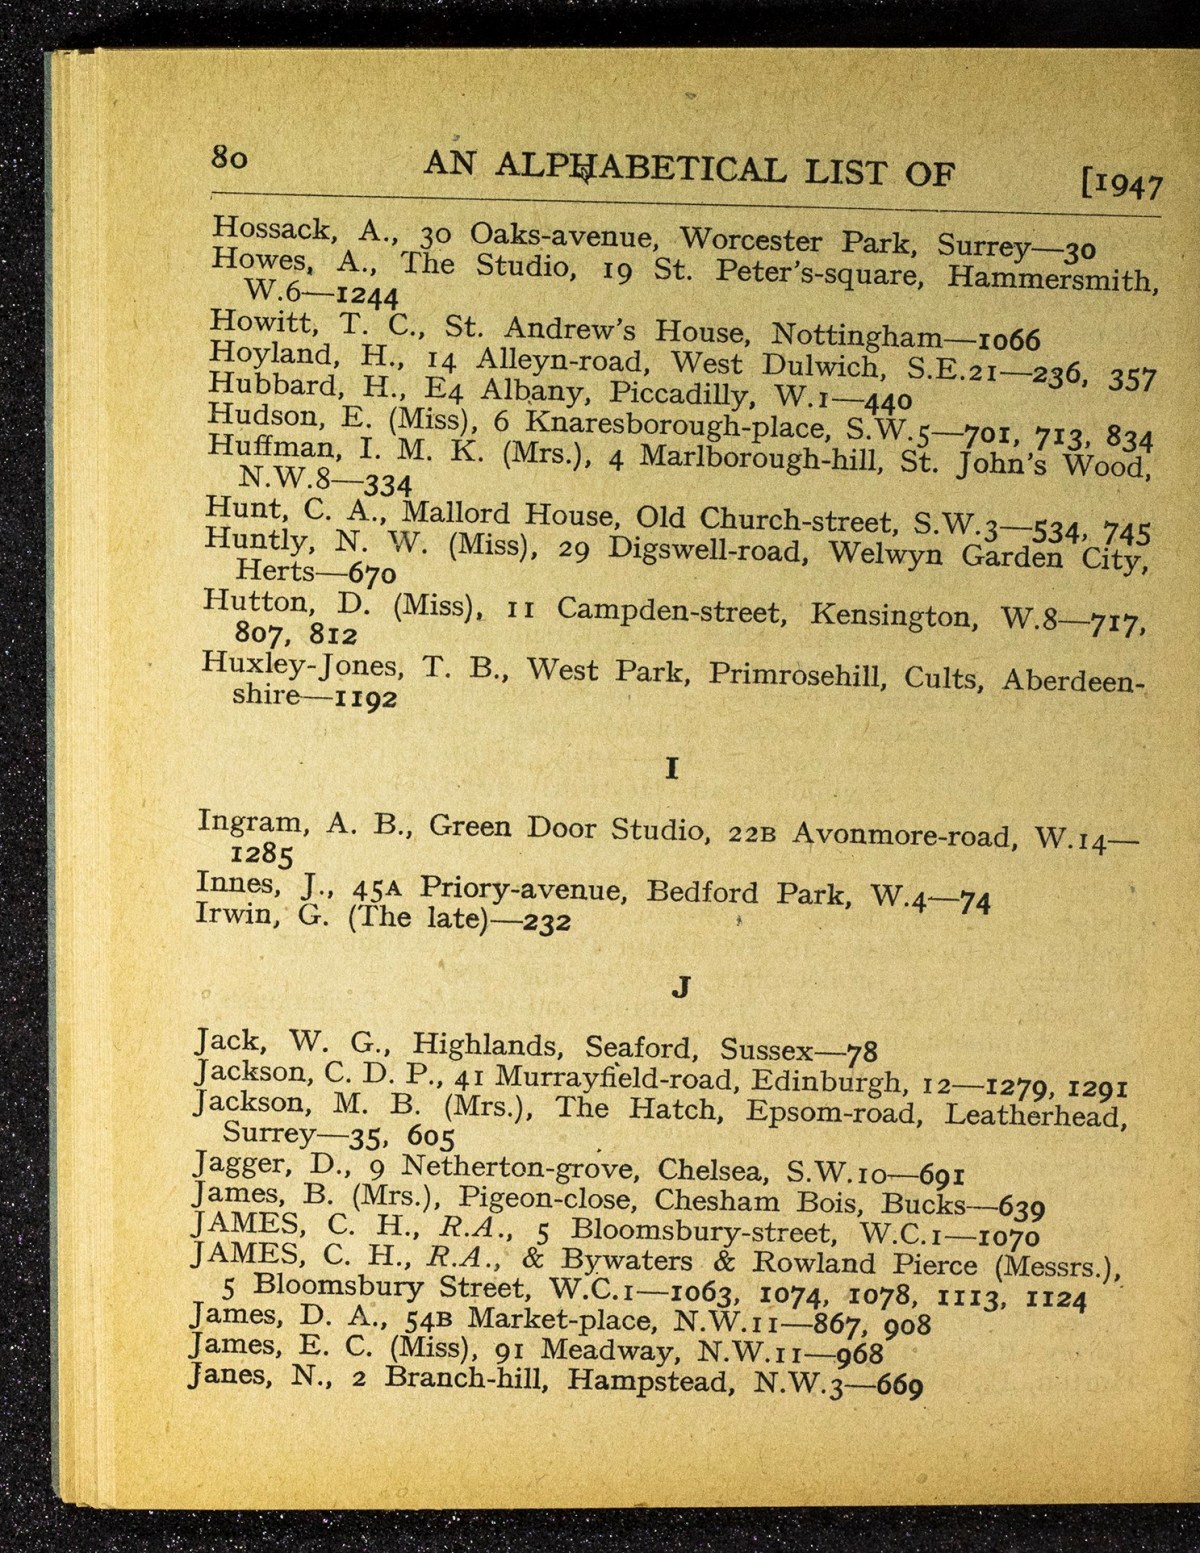 80 AN ALPHABETICAL LIST OF [1947
Hossack, A., 30 Oaks-avenue, Worcester Park, Surrey—30
Howes, A., The Studio, 19 St. Peter's-square, Hammersmith,
W.6—1244
Howitt, T. C., St. Andrew's House, Nottingham—1066
Hoyland, H., 14 Alleyn-road, West Dulwich, S.E.21—236, 357
Hubbard, H., E4 Albany, Piccadilly, W.1—440
Hudson, E. (Miss), 6 Knaresborough-place, S.W.5—701, 713, 834
Huffman, I. M. K. (Mrs.), 4 Marlborough-hill, St. John's Wood,
N.W.8—334
Hunt, C. A., Mallord House, Old Church-street, S.W.3—534, 745
Huntly, N. W. (Miss), 29 Digswell-road, Welwyn Garden City,
Herts—670
Hutton, D. (Miss), 11 Campden-street, Kensington, W.8—717,
807, 812
Huxley-Jones, T. B., West Park, Primrosehill, Cults, Aberdeen-
shire—1192
I
Ingram, A. B., Green Door Studio, 22B Avonmore-road, W.14—
1285
Innes, J., 45A Priory-avenue, Bedford Park, W.4—74
Irwin, G. (The late)—232
J
Jack, W. G., Highlands, Seaford, Sussex—78
Jackson, C. D. P., 41 Murrayfield-road, Edinburgh, 12—1279, 1291
Jackson, M. B. (Mrs.), The Hatch, Epsom-road, Leatherhead,
Surrey—35, 605
Jagger, D., 9 Netherton-grove, Chelsea, S.W.10—691
James, B. (Mrs.), Pigeon-close, Chesham Bois, Bucks—639
JAMES, C. H., R.A., 5 Bloomsbury-street, W.C.1—1070
JAMES, C. H., R.A., & Bywaters & Rowland Pierce (Messrs.),
5 Bloomsbury Street, W.C.1—1063, 1074, 1078, 1113, 1124
James, D. A., 54B Market-place, N.W.11—867, 908
James, E. C. (Miss), 91 Meadway, N.W.11—968
Janes, N., 2 Branch-hill, Hampstead, N.W.3—669